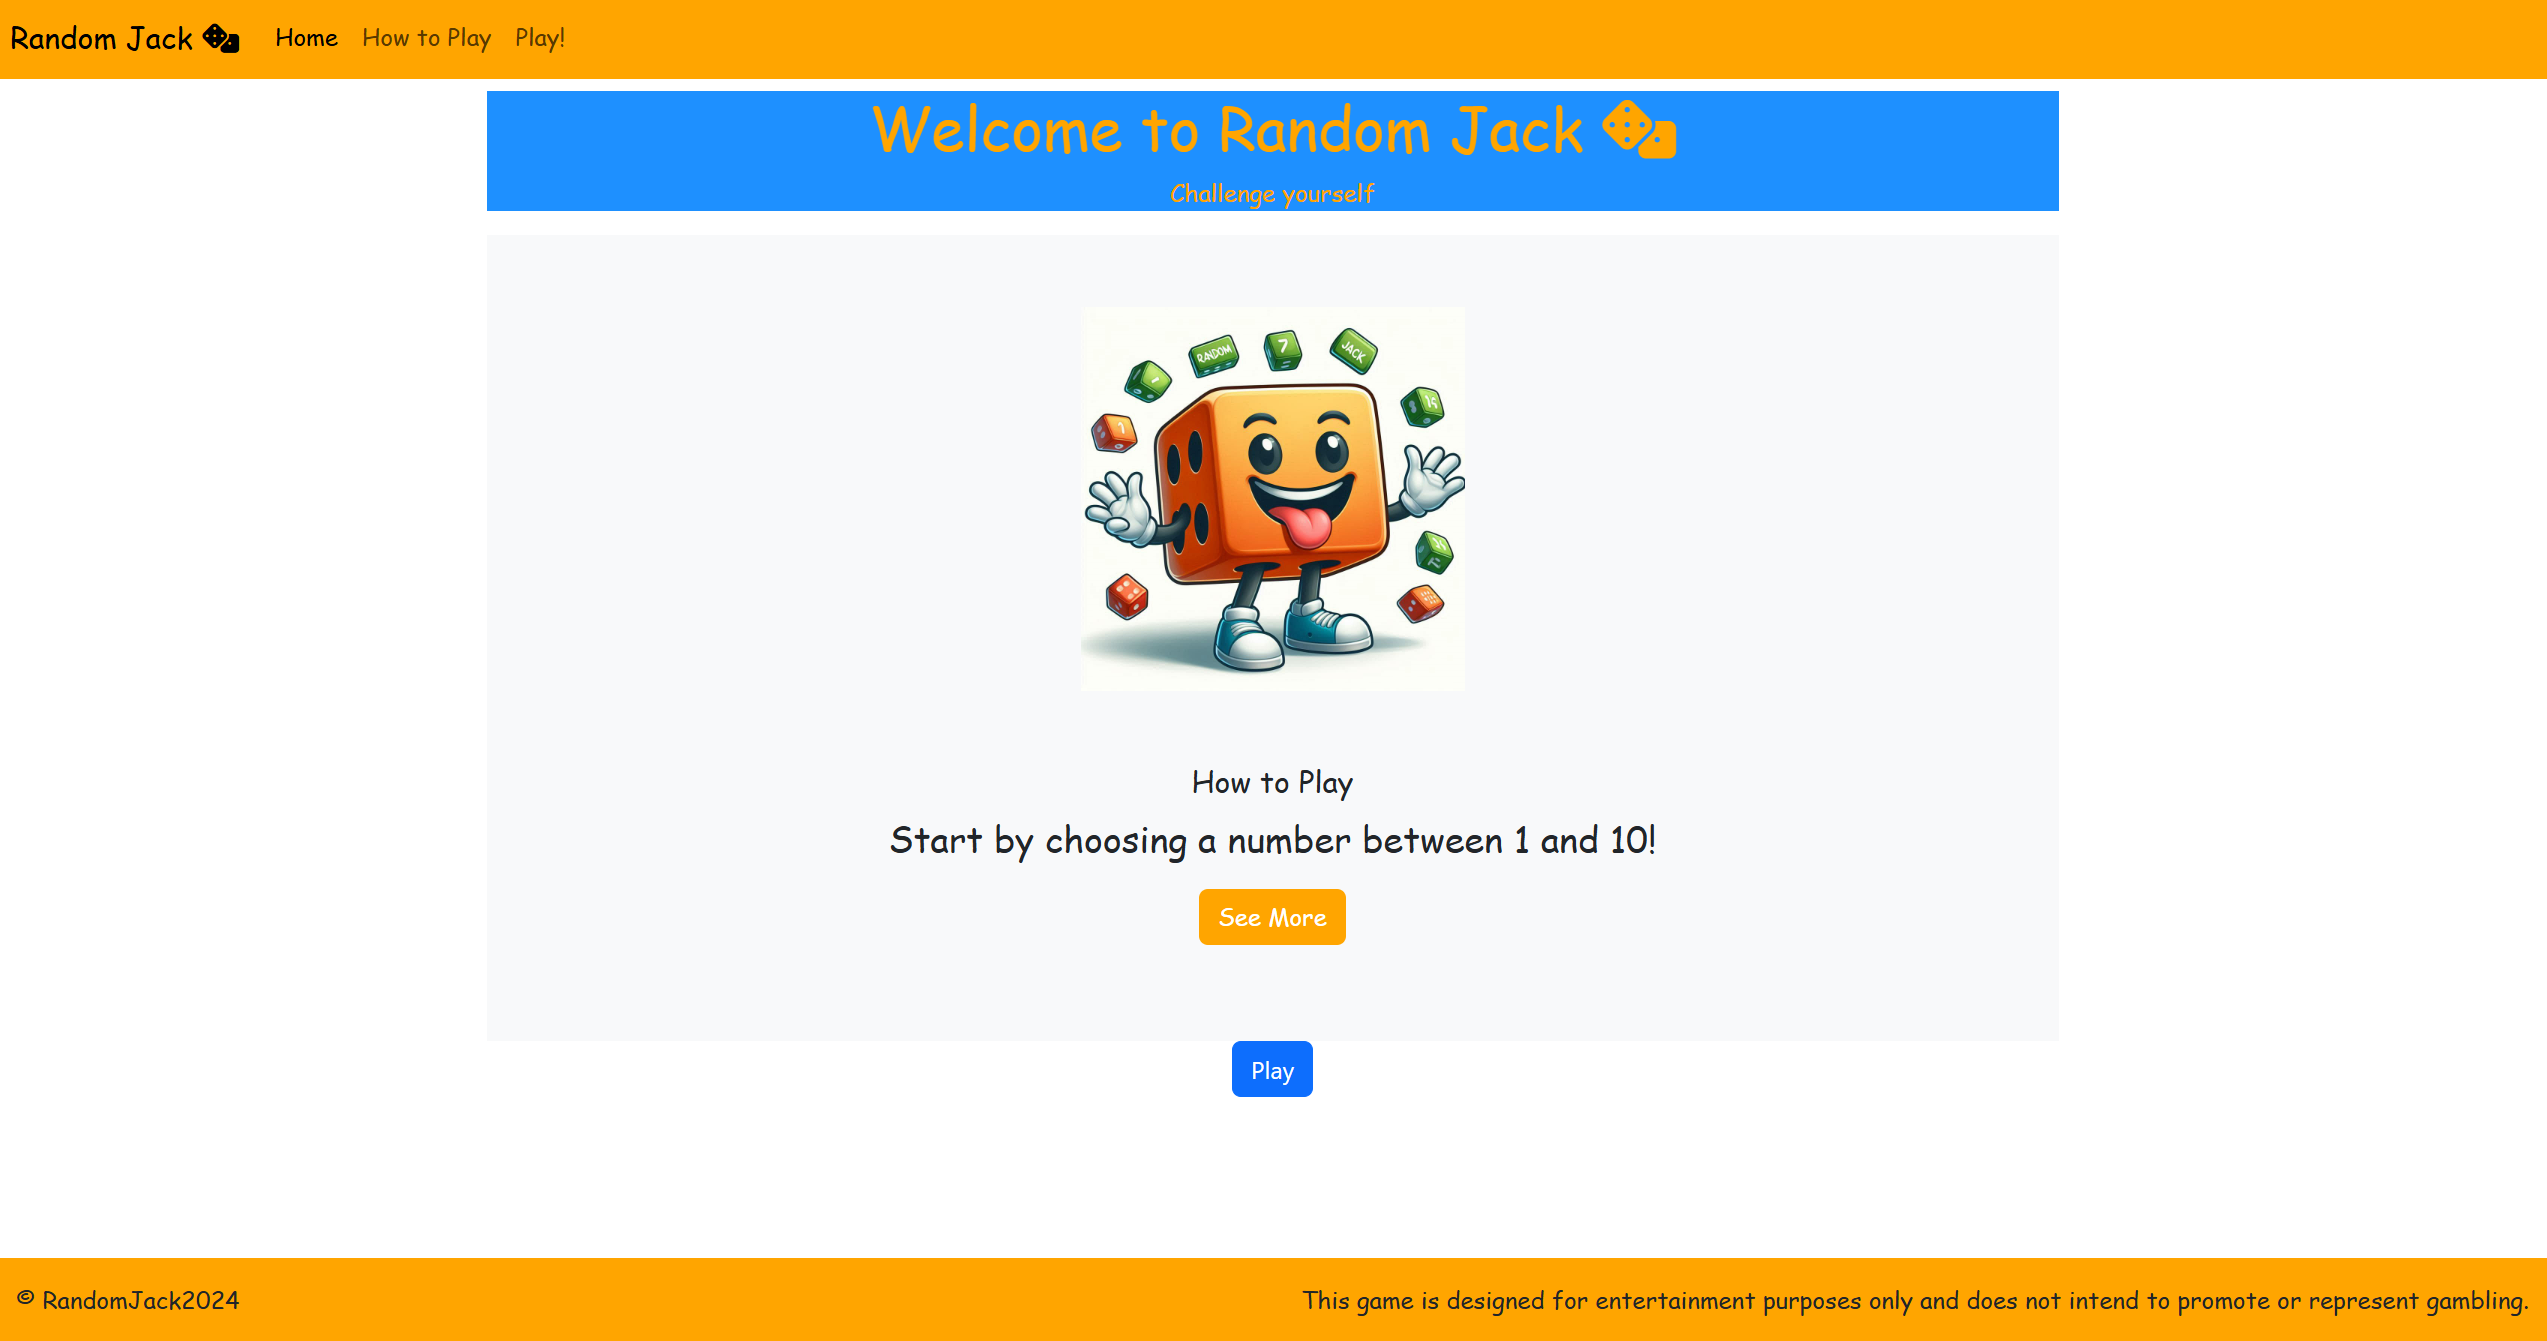 Random Jack
Home
How to Play
Play!
Welcome to Random Jack
Challenge yourself
RANDOM
7
JACK
1
How to Play
Start by choosing a number between 1 and 10!
See More
Play
© RandomJack2024
This game is designed for entertainment purposes only and does not intend to promote or represent gambling.